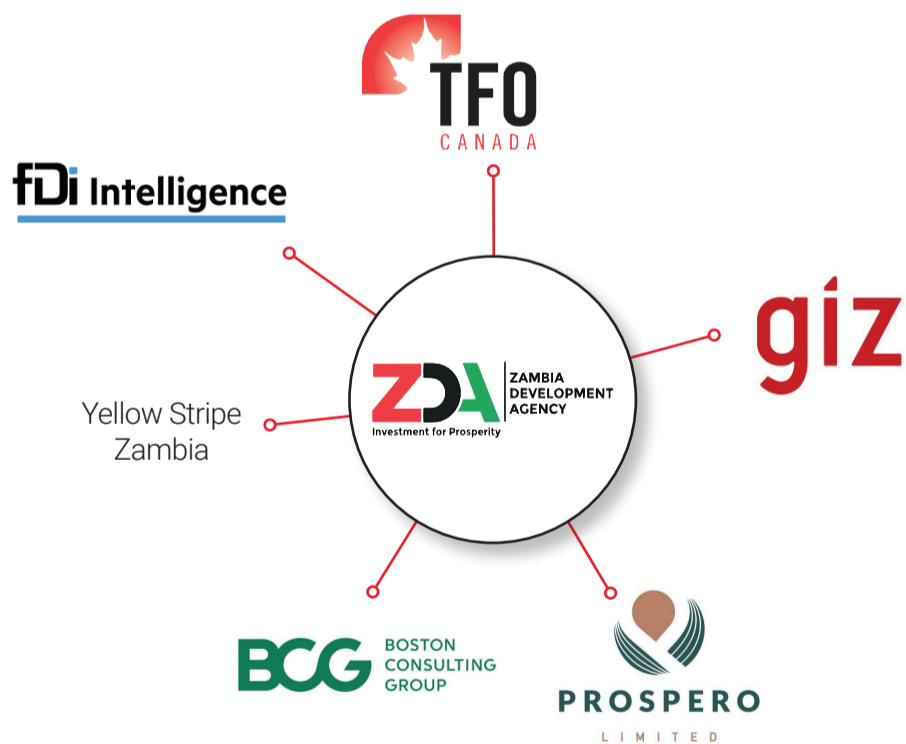 TFO
CANADA
fDi Intelligence
giz
ZDA
ZAMBIA
DEVELOPMENT
AGENCY
Investment for Prosperity
Yellow Stripe
Zambia
BCG
BOSTON
CONSULTING
GROUP
PROSPERO
LIMITED